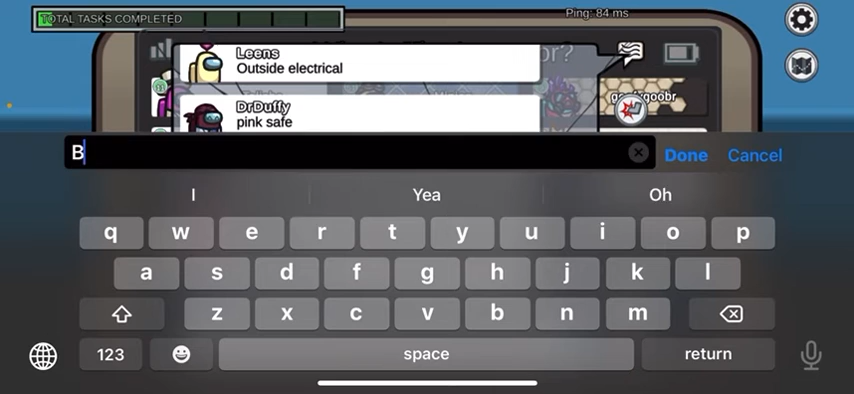 TOTAL TASKS COMPLETED
Ping: 84 ms
Leens
Outside electrical
or?
DrDuffy
pink safe
B
Done
Cancel
I
Yea
Oh
q w e r t y u i o p
a s d f g h j k l
z x c v b n m
123
space
return